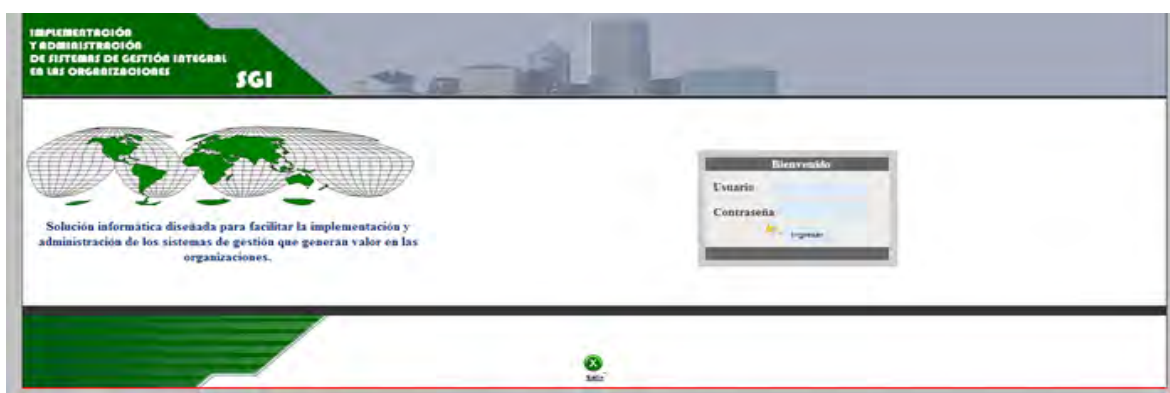 IMPLEMENTACIÓN
Y ADMINISTRACIÓN
DE SISTEMAS DE GESTIÓN INTEGRAL
EN LAS ORGANIZACIONES
SGI
Solución informática diseñada para facilitar la implementación y
administración de los sistemas de gestión que generan valor en las
organizaciones.
Bienvenido
Usuario
Contraseña
Ingresar
Salir